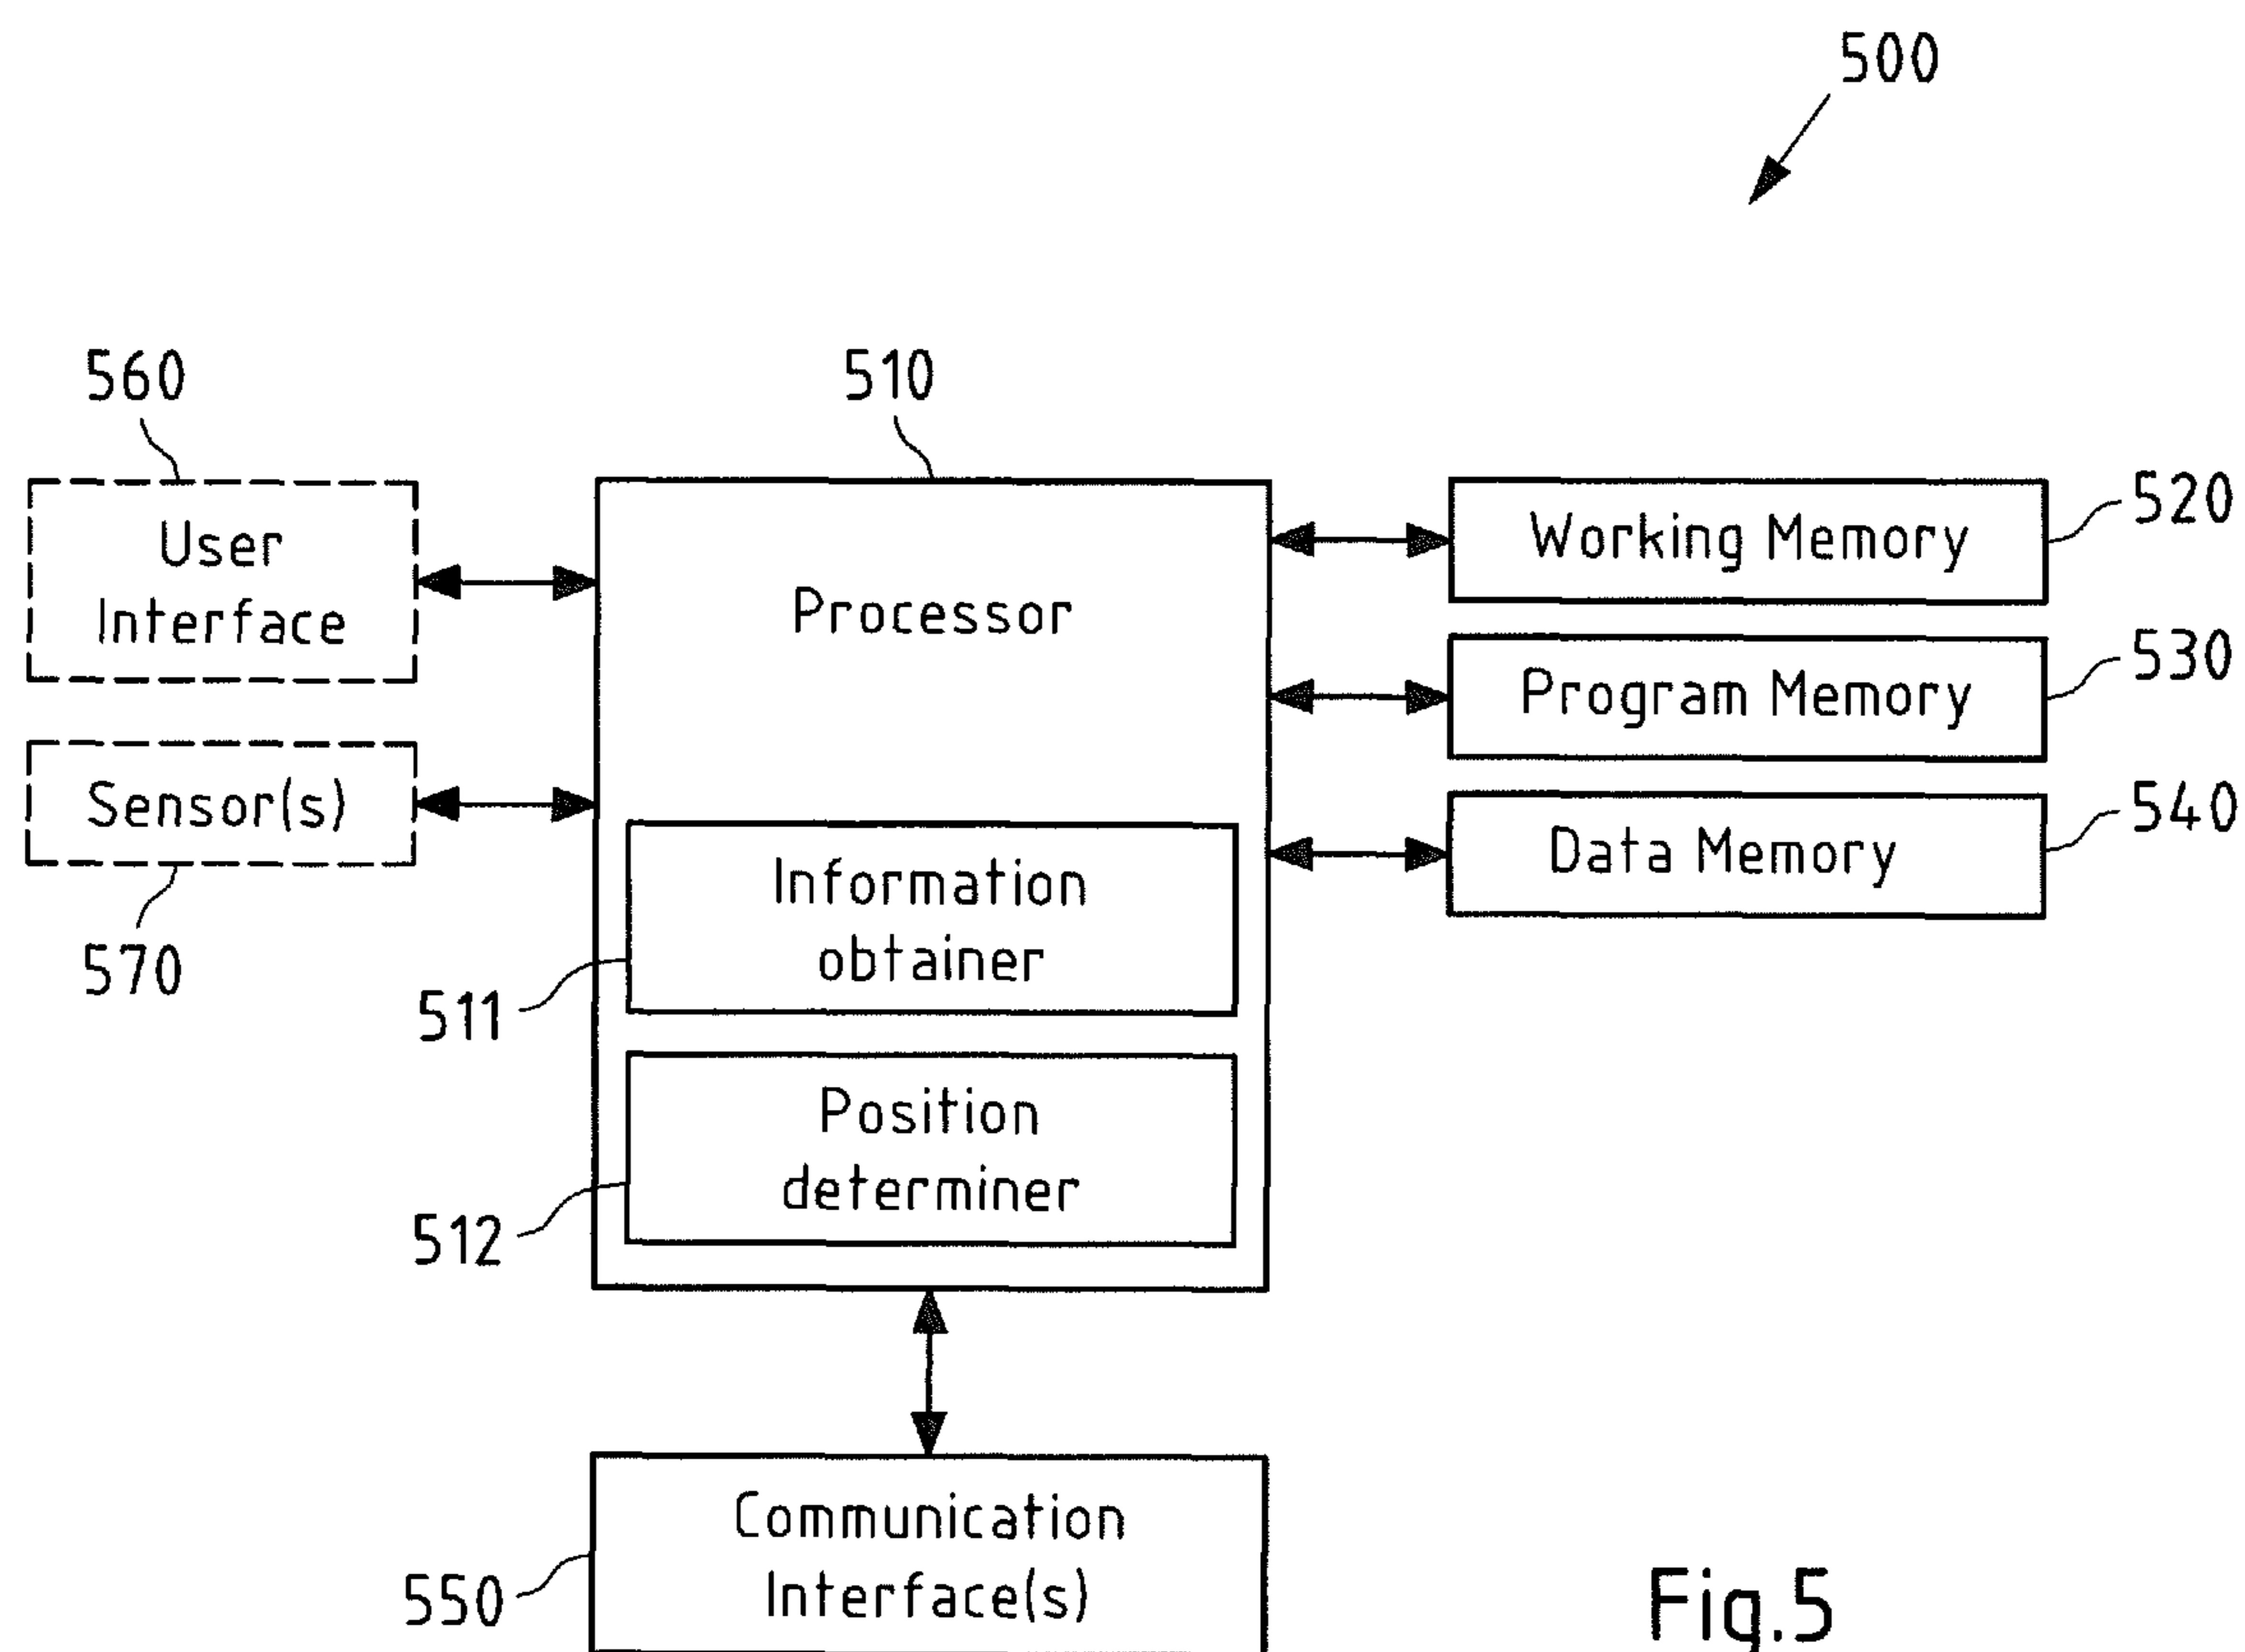 500
560
510
User
Interface
Processor
Working Memory
520
Program Memory
530
Sensor(s)
570
Data Memory
540
Information
obtainer
511
Position
determiner
512
Communication
Interface(s)
550
Fig.5